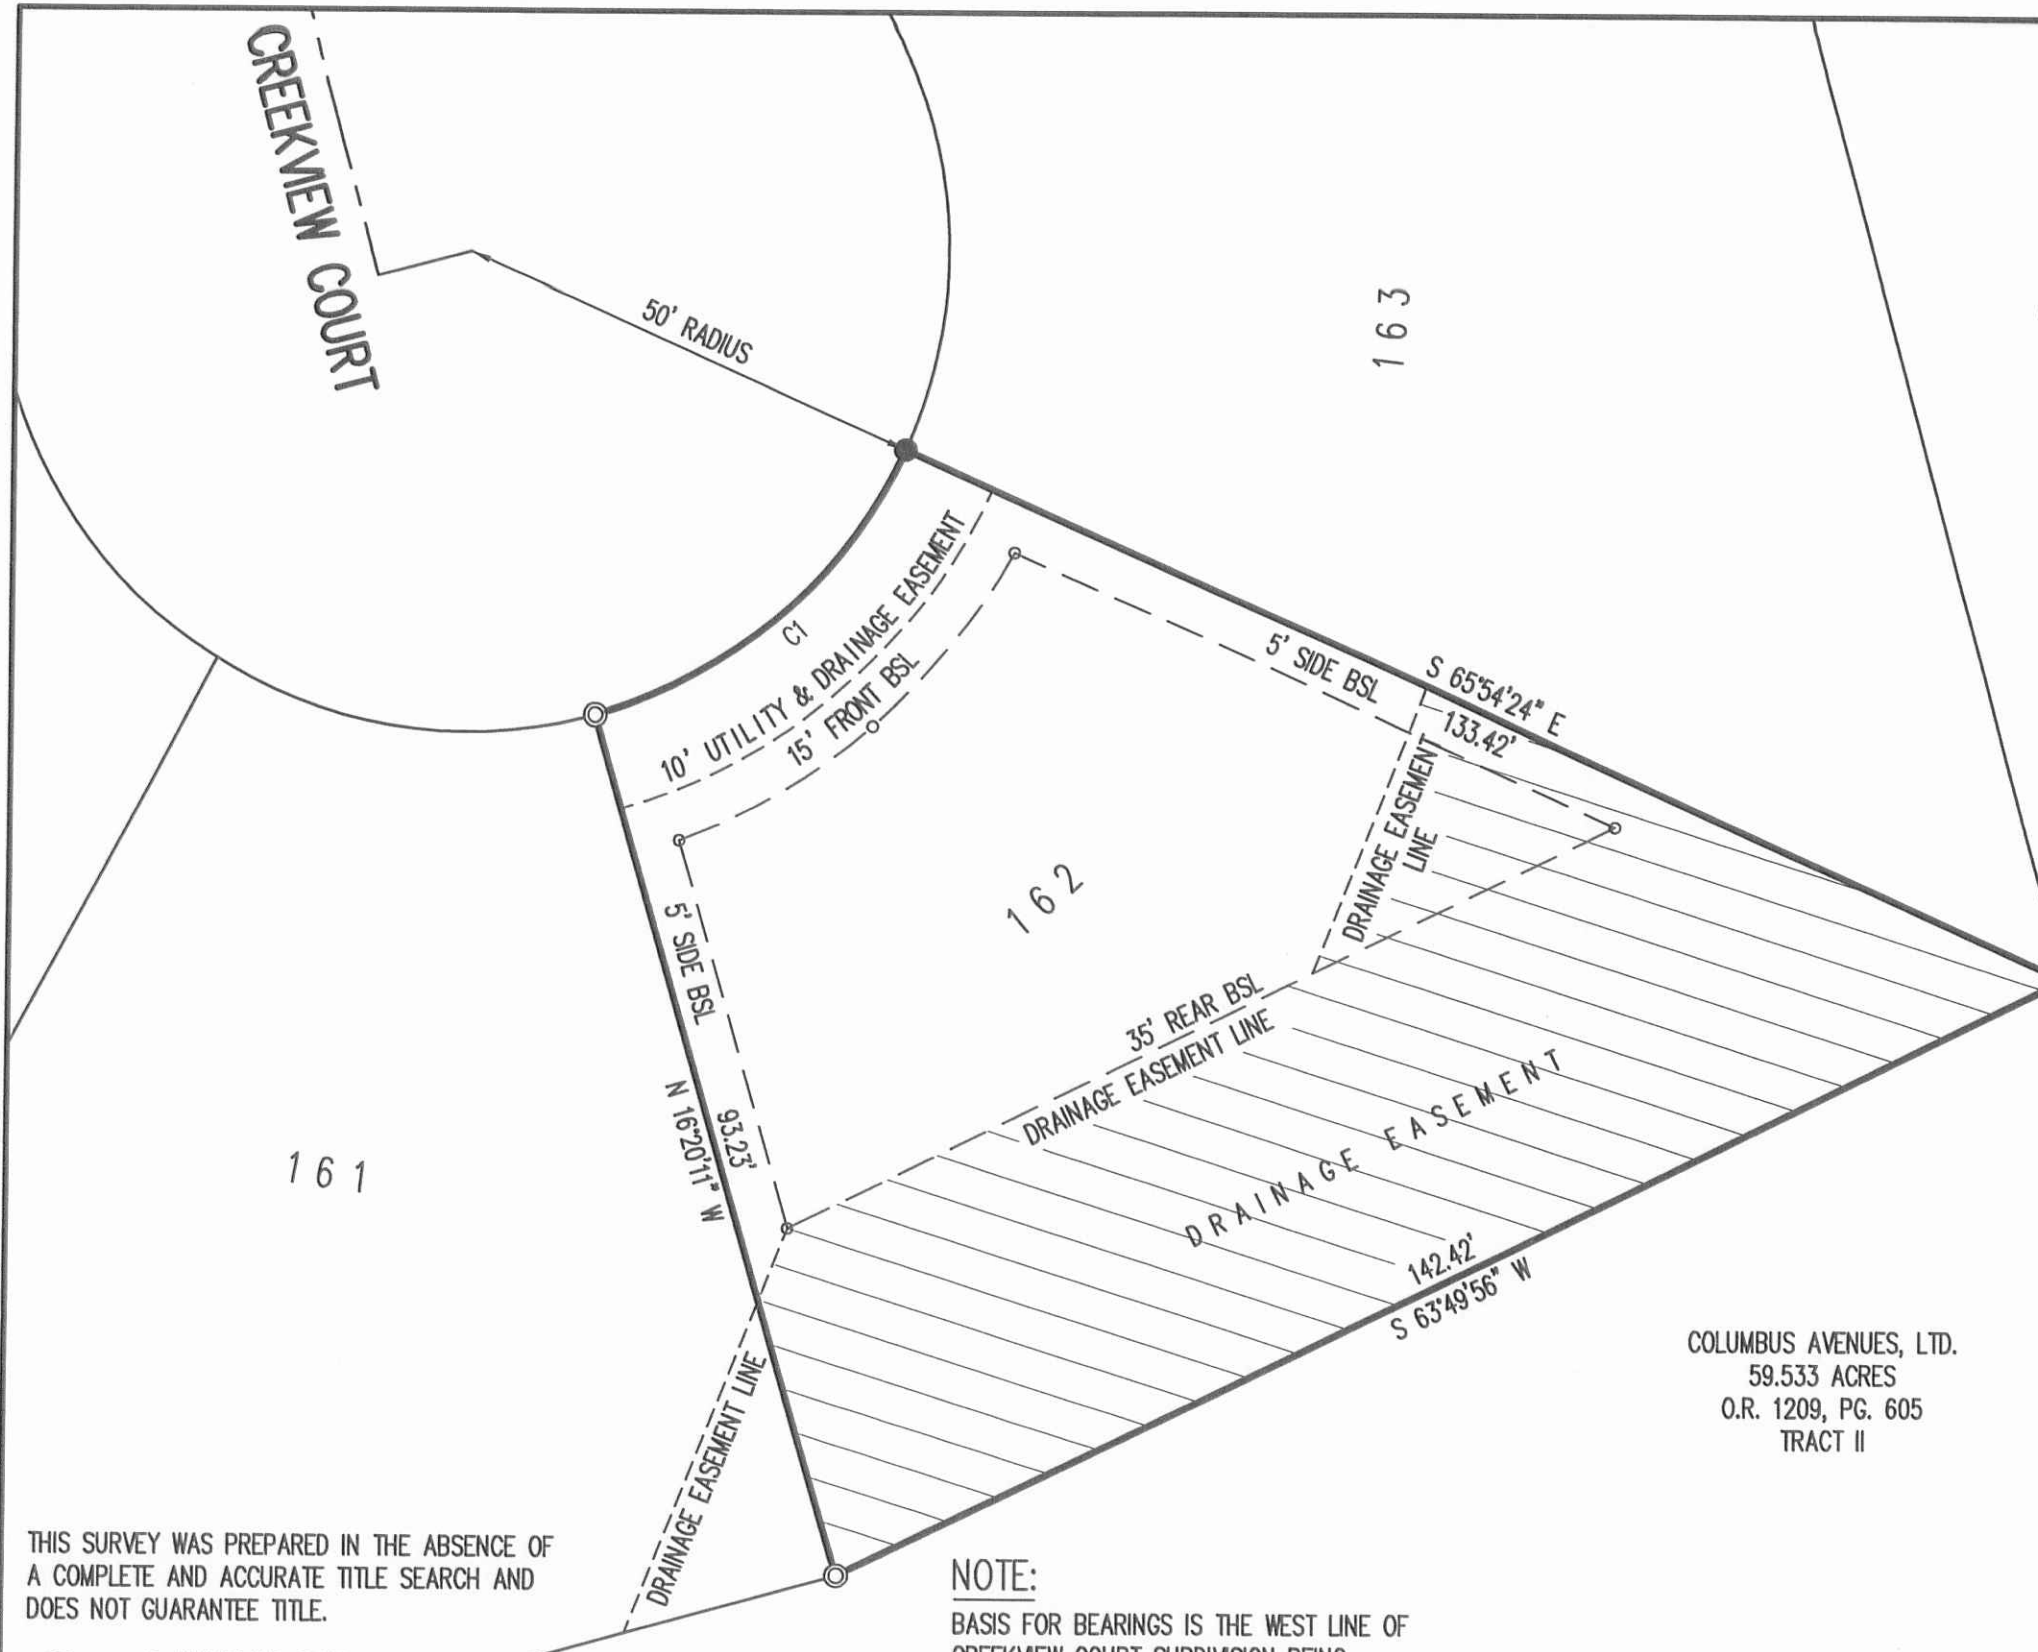 CREEKVIEW COURT
50' RADIUS
163
C1
10' UTILITY & DRAINAGE EASEMENT
15' FRONT BSL
5' SIDE BSL
S 65°54'24" E
133.42'
DRAINAGE EASEMENT
LINE
162
5' SIDE BSL
93.23'
N 16°20'11" W
35' REAR BSL
DRAINAGE EASEMENT LINE
DRAINAGE EASEMENT
142.42'
S 63°49'56" W
161
DRAINAGE EASEMENT LINE
COLUMBUS AVENUES, LTD.
59.533 ACRES
O.R. 1209, PG. 605
TRACT II
THIS SURVEY WAS PREPARED IN THE ABSENCE OF
A COMPLETE AND ACCURATE TITLE SEARCH AND
DOES NOT GUARANTEE TITLE.
NOTE:
BASIS FOR BEARINGS IS THE WEST LINE OF
CREEKVIEW COURT SUBDIVISION BEING